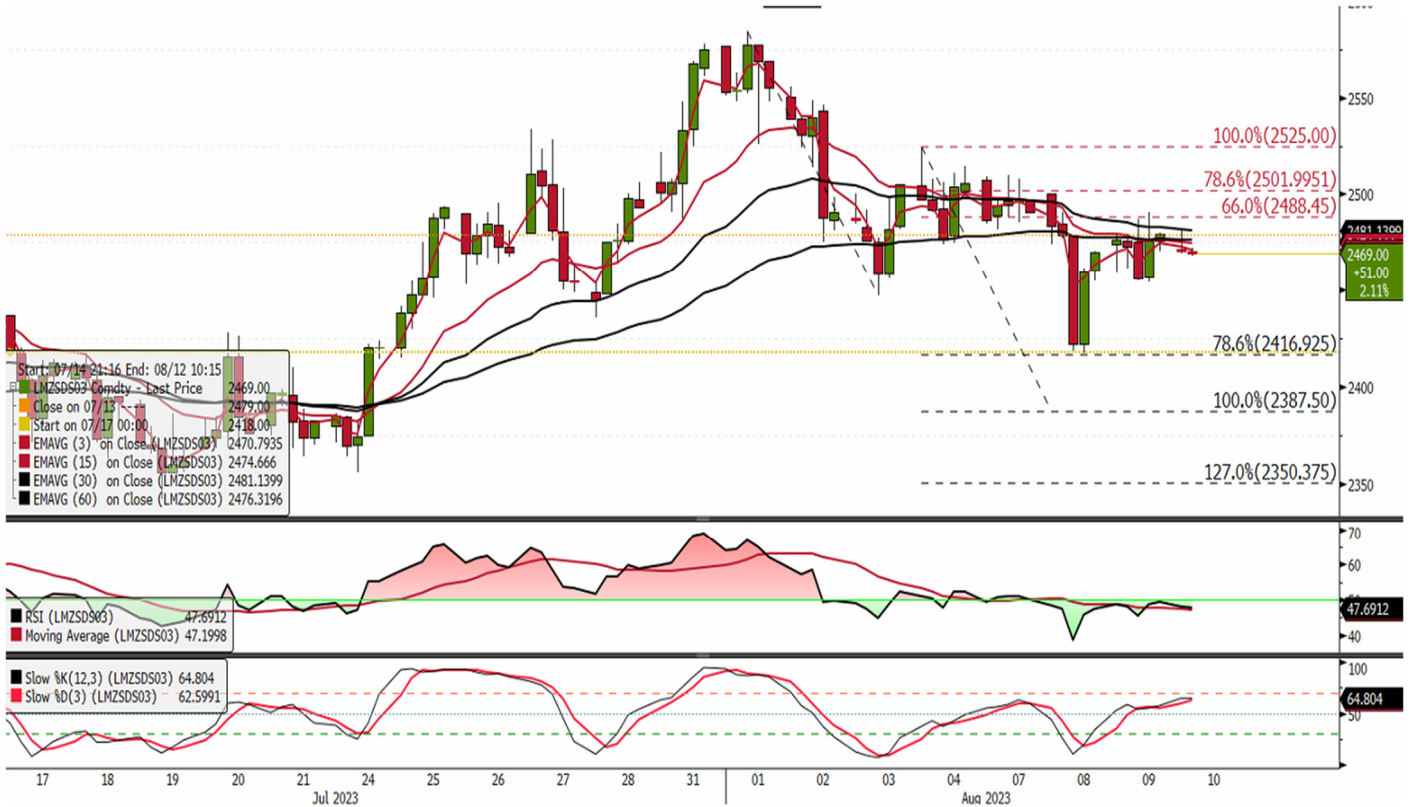 2550
100.0%(2525.00)
78.6%(2501.9951)
2500
66.0%(2488.45)
2481.1399
2469.00
+51.00
2.11%
78.6%(2416.925)
2400
100.0%(2387.50)
127.0%(2350.375)
2350
Start: 07/14 21:16 End: 08/12 10:15
LMZSDS03 Comdty - Last Price 2469.00
Close on 07/13 ---- 2479.00
Start on 07/17 00:00 2418.00
EMAVG (3) on Close (LMZSDS03) 2470.7935
EMAVG (15) on Close (LMZSDS03) 2474.666
EMAVG (30) on Close (LMZSDS03) 2481.1399
EMAVG (60) on Close (LMZSDS03) 2476.3196
70
60
47.6912
40
RSI (LMZSDS03) 47.6912
Moving Average (LMZSDS03) 47.1998
Slow %K(12,3) (LMZSDS03) 64.804
Slow %D(3) (LMZSDS03) 62.5991
100
64.804
50
0
17 18 19 20 21 24 25 26 27 28 31 01 02 03 04 07 08 09 10
Jul 2023 Aug 2023